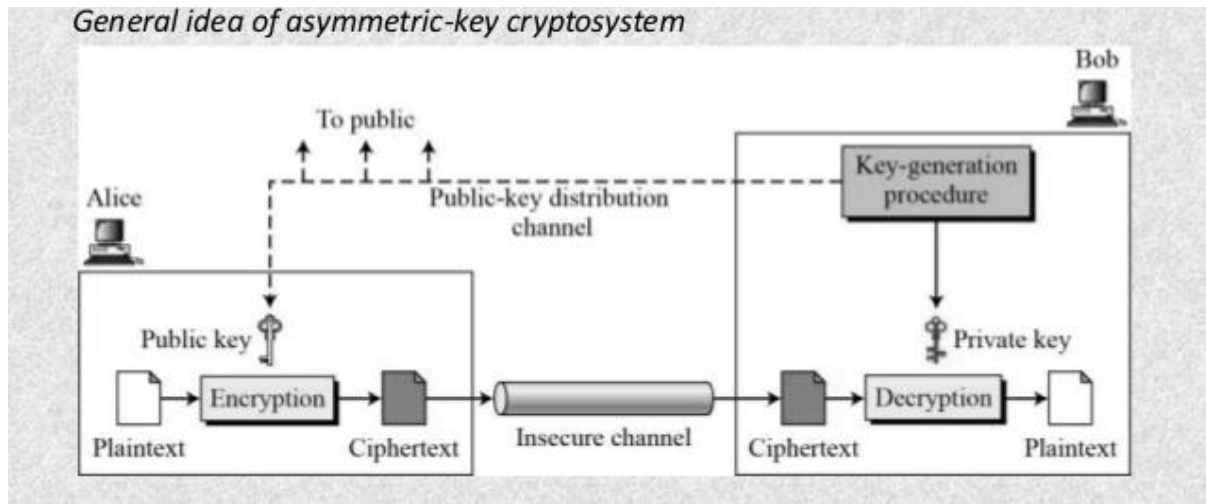 General idea of asymmetric-key cryptosystem
Bob
To public
Key-generation
procedure
Alice
Public-key distribution
channel
Public key
Private key
Encryption
Decryption
Plaintext
Ciphertext
Insecure channel
Ciphertext
Plaintext